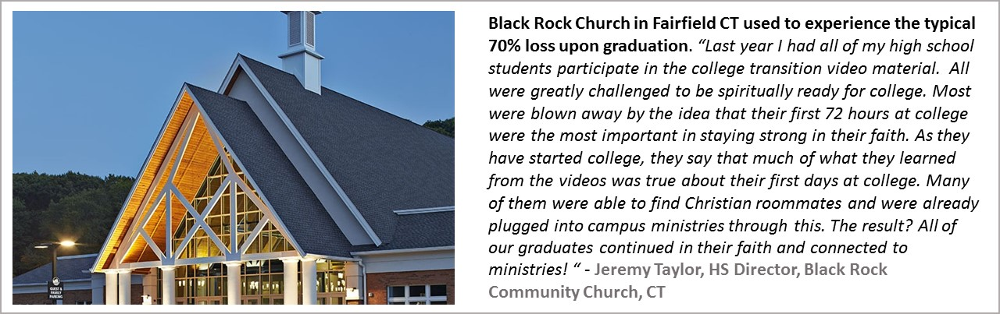 Black Rock Church in Fairfield CT used to experience the typical
70% loss upon graduation. “Last year I had all of my high school
students participate in the college transition video material.  All
were greatly challenged to be spiritually ready for college. Most
were blown away by the idea that their first 72 hours at college
were the most important in staying strong in their faith. As they
have started college, they say that much of what they learned
from the videos was true about their first days at college. Many
of them were able to find Christian roommates and were already
plugged into campus ministries through this. The result? All of
our graduates continued in their faith and connected to
ministries! “ - Jeremy Taylor, HS Director, Black Rock
Community Church, CT
GUEST &
FAMILY
PARKING